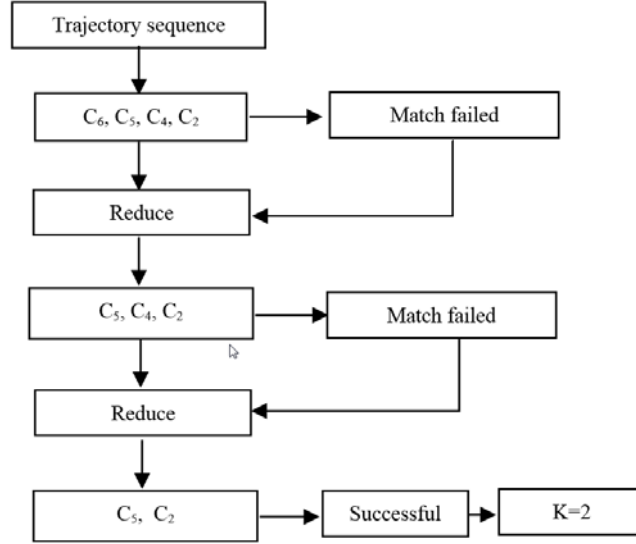 Trajectory sequence
C₆, C₅, C₄, C₂
Match failed
Reduce
C₅, C₄, C₂
Match failed
Reduce
C₅, C₂
Successful
K=2